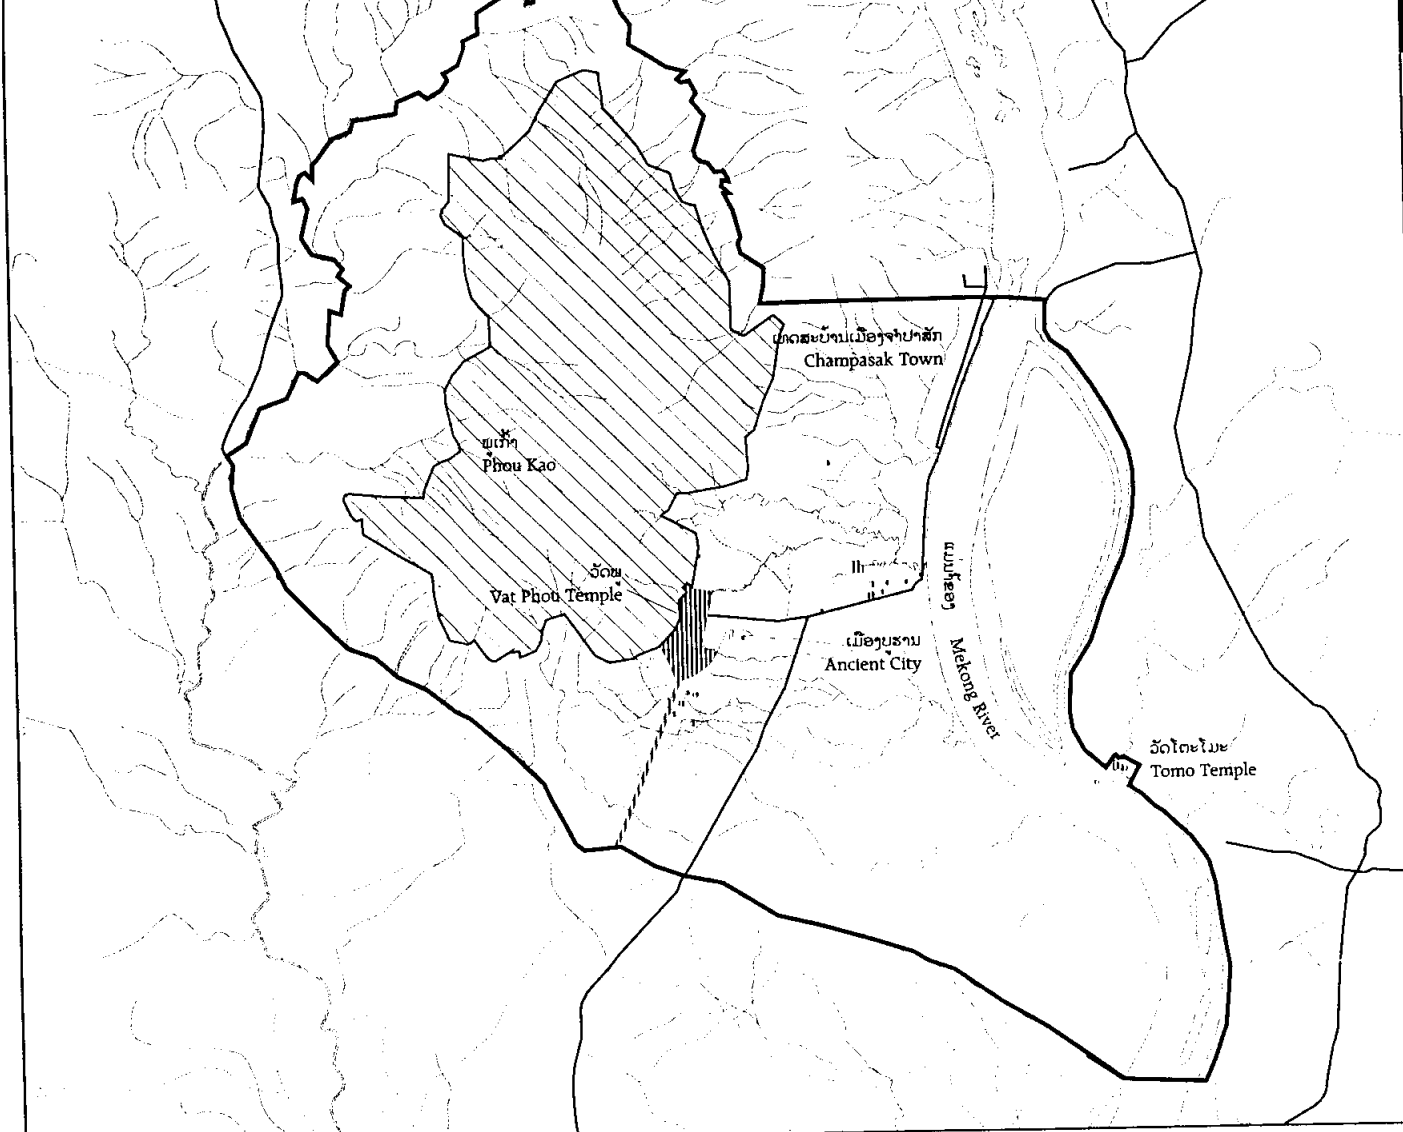 ເທດສະບ້ານເມືອງຈຳປາສັກ
Champasak Town
ພູເກົ້າ
Phou Kao
ວັດພູ
Vat Phou Temple
ແມ່ນ້ຳຂອງ
Mekong River
ເມືອງບູຮານ
Ancient City
ວັດໂຕະໂມະ
Tomo Temple